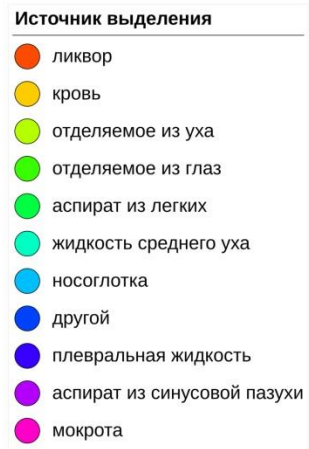 Источник выделения
ликвор
кровь
отделяемое из уха
отделяемое из глаз
аспират из легких
жидкость среднего уха
носоглотка
другой
плевральная жидкость
аспират из синусовой пазухи
мокрота